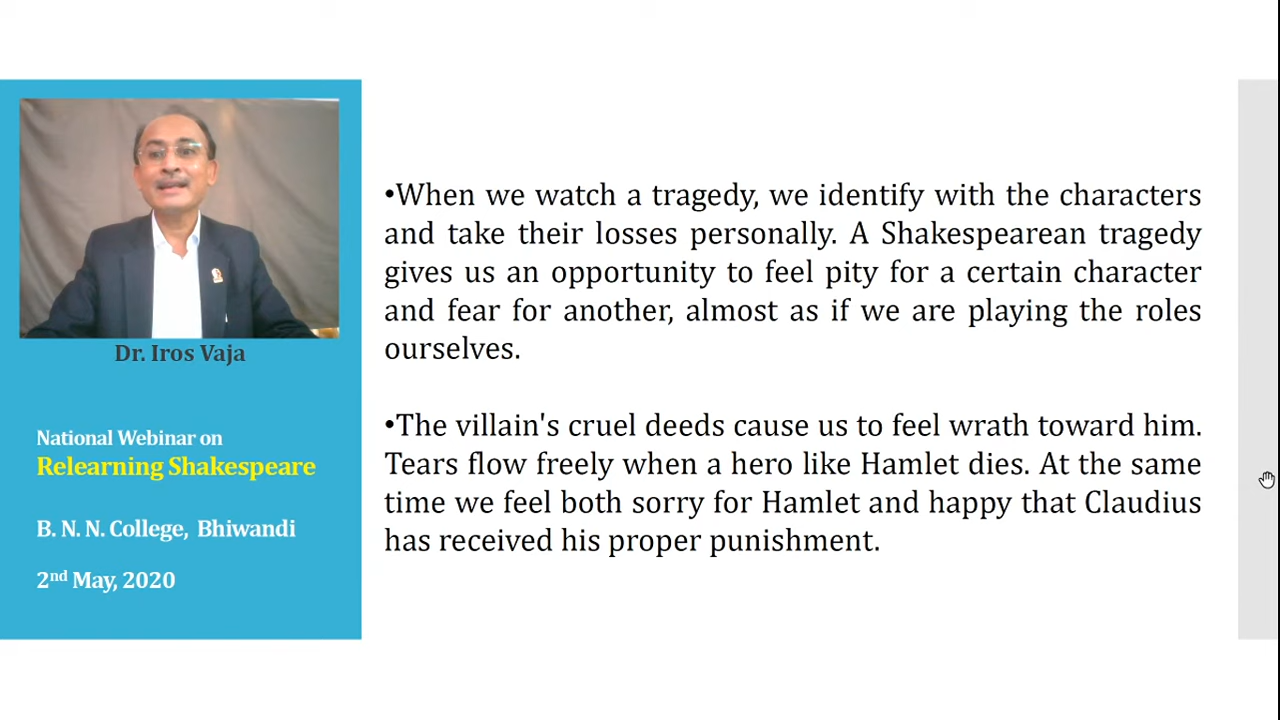 Dr. Iros Vaja
National Webinar on
Relearning Shakespeare
B. N. N. College, Bhiwandi
2nd May, 2020
•When we watch a tragedy, we identify with the characters
and take their losses personally. A Shakespearean tragedy
gives us an opportunity to feel pity for a certain character
and fear for another, almost as if we are playing the roles
ourselves.
•The villain's cruel deeds cause us to feel wrath toward him.
Tears flow freely when a hero like Hamlet dies. At the same
time we feel both sorry for Hamlet and happy that Claudius
has received his proper punishment.